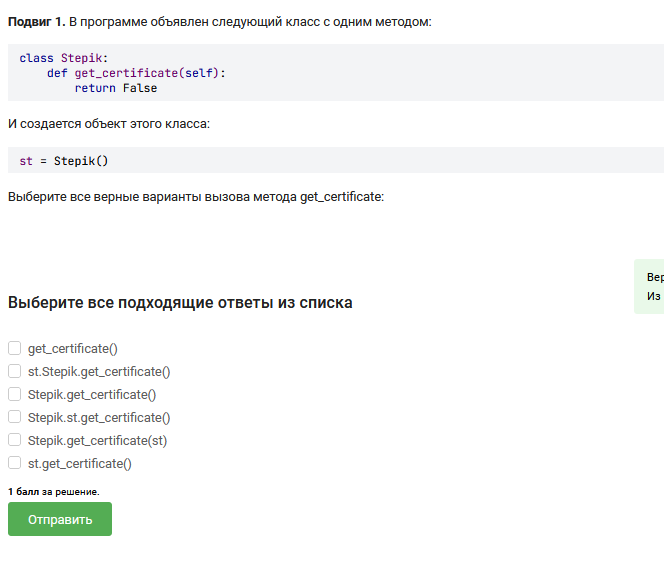 Подвиг 1. В программе объявлен следующий класс с одним методом:
class Stepik:
    def get_certificate(self):
        return False
И создается объект этого класса:
st = Stepik()
Выберите все верные варианты вызова метода get_certificate:
Вер
Из
Выберите все подходящие ответы из списка
get_certificate()
st.Stepik.get_certificate()
Stepik.get_certificate()
Stepik.st.get_certificate()
Stepik.get_certificate(st)
st.get_certificate()
1 балл за решение.
Отправить